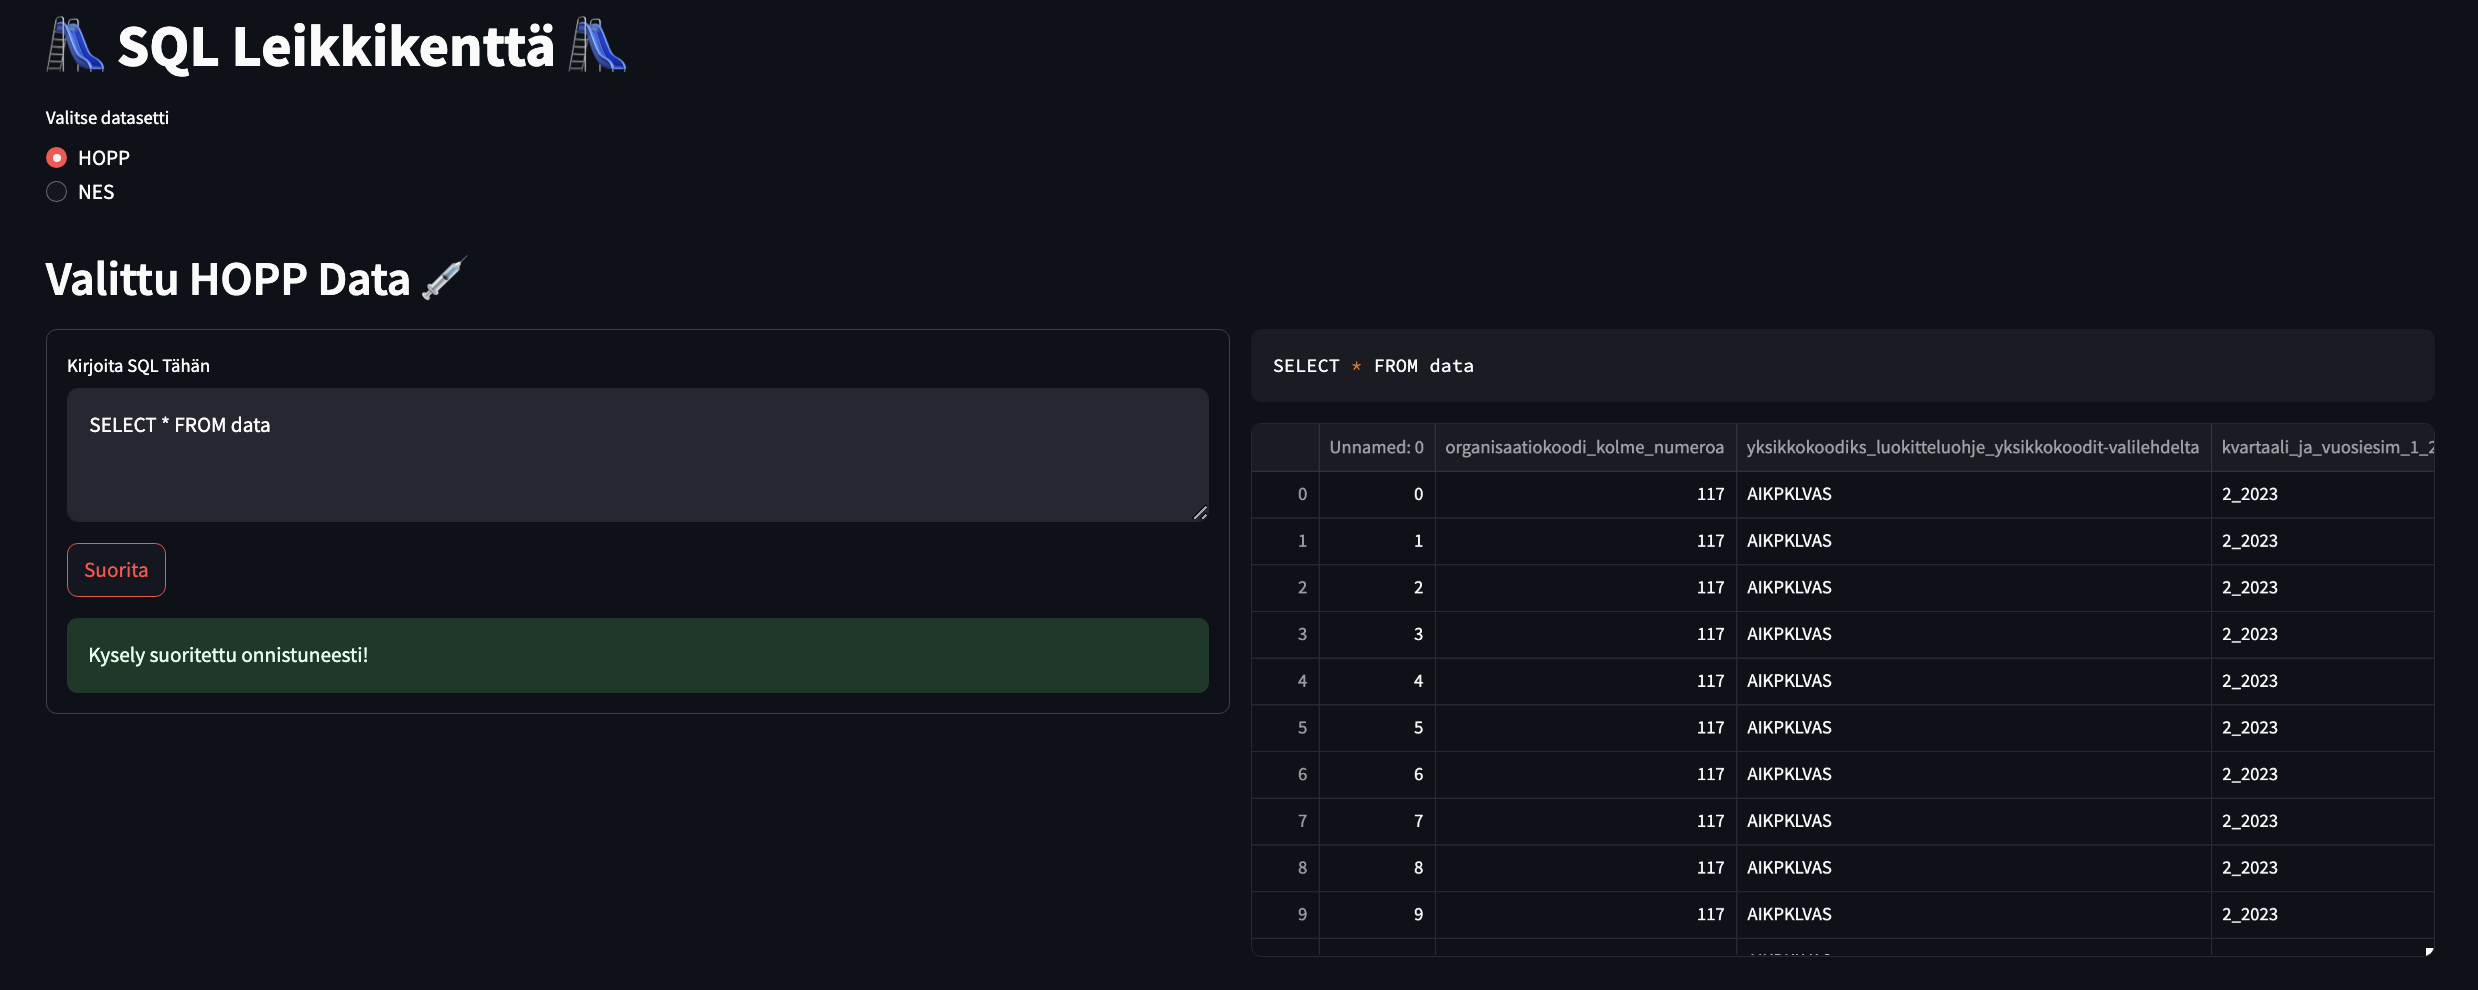 SQL Leikkikenttä
Valitse datasetti
HOPP
NES
Valittu HOPP Data
Kirjoita SQL Tähän
SELECT * FROM data
Suorita
Kysely suoritettu onnistuneesti!
SELECT * FROM data
Unnamed: 0 organisaatiokoodi_kolme_numeroa yksikkokoodiks_luokitteluohje_yksikkokoodit-valilehdelta kvartaali_ja_vuosiesim_1_2
0 0 117 AIKPKLVAS 2_2023
1 1 117 AIKPKLVAS 2_2023
2 2 117 AIKPKLVAS 2_2023
3 3 117 AIKPKLVAS 2_2023
4 4 117 AIKPKLVAS 2_2023
5 5 117 AIKPKLVAS 2_2023
6 6 117 AIKPKLVAS 2_2023
7 7 117 AIKPKLVAS 2_2023
8 8 117 AIKPKLVAS 2_2023
9 9 117 AIKPKLVAS 2_2023